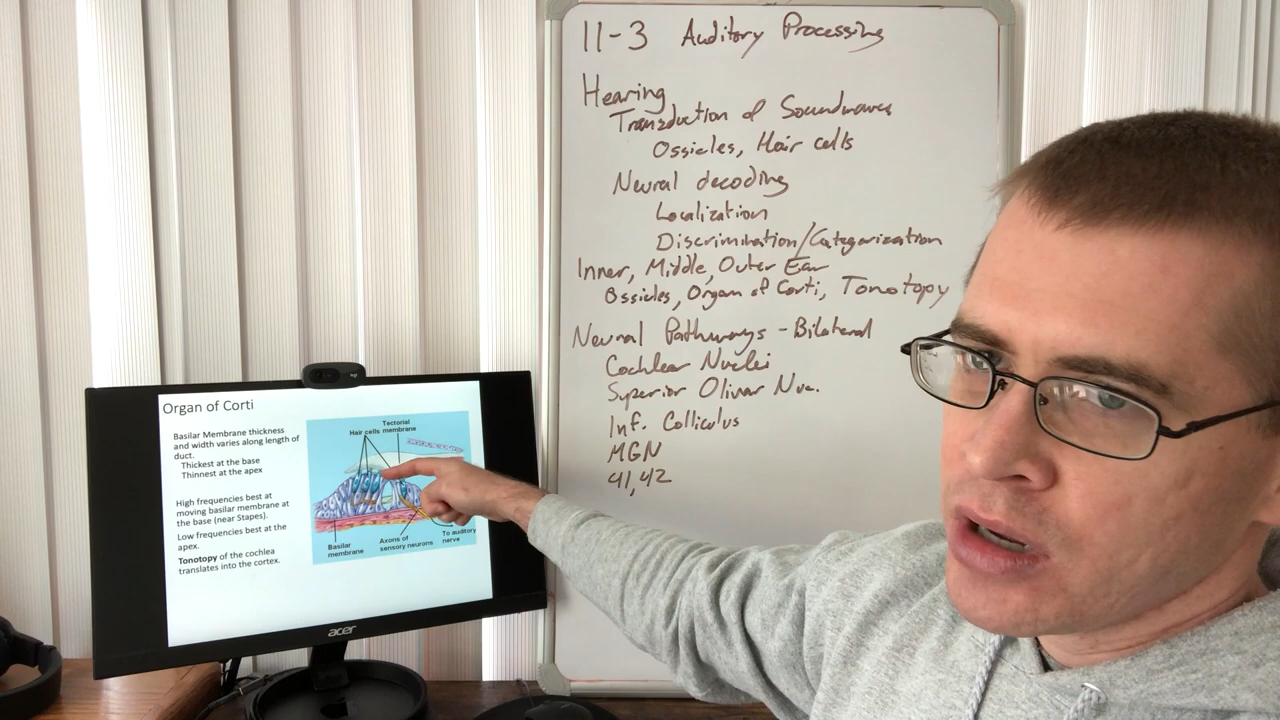 11-3 Auditory Processing
Hearing
Transduction of Soundwaves
Ossicles, Hair cells
Neural decoding
Localization
Discrimination/Categorization
Inner, Middle, Outer Ear
Ossicles, Organ of Corti, Tonotopy
Neural Pathways - Bilateral
Cochlear Nuclei
Superior Olivar Nuc.
Inf. Colliculus
MGN
41,42
Organ of Corti
Basilar Membrane thickness
and width varies along length of
duct.
Thickest at the base
Thinnest at the apex
High frequencies best at
moving basilar membrane at
the base (near Stapes).
Low frequencies best at the
apex.
Tonotopy of the cochlea
translates into the cortex.
Tectorial
Hair cells membrane
Basilar
membrane
Axons of
sensory neurons
To auditory
nerve
acer